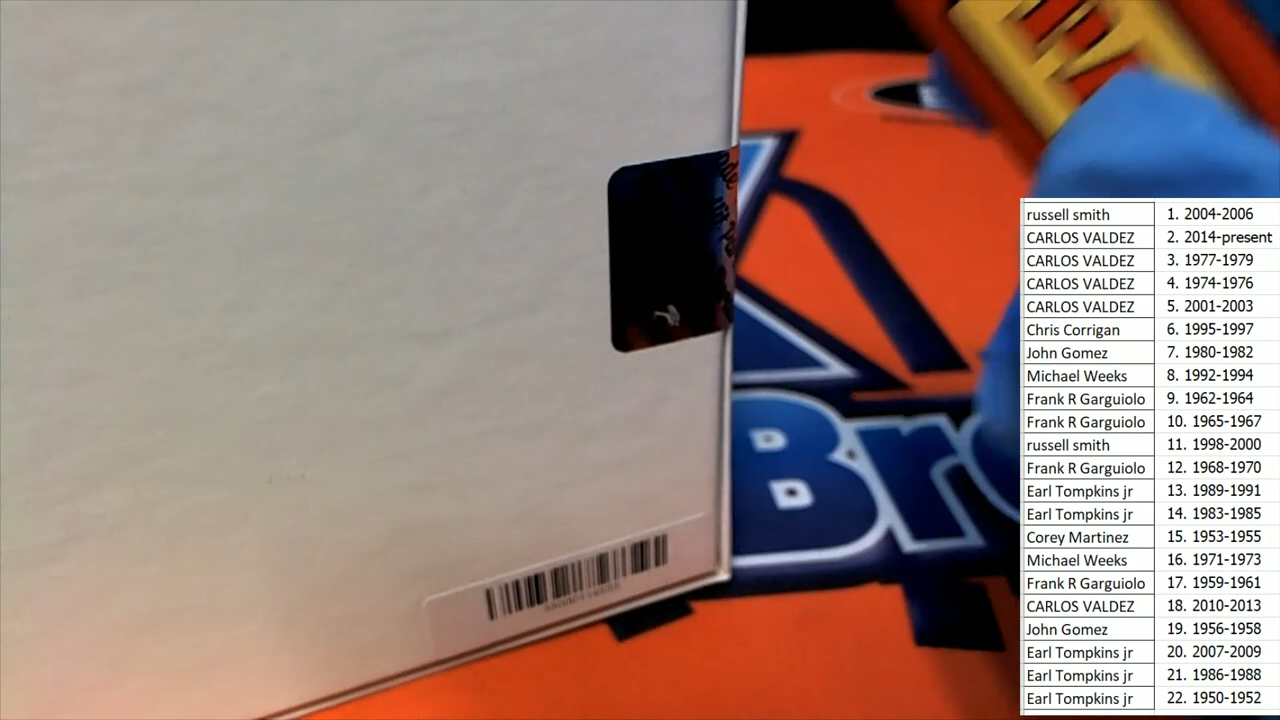 Br
russell smith 1. 2004-2006
CARLOS VALDEZ 2. 2014-present
CARLOS VALDEZ 3. 1977-1979
CARLOS VALDEZ 4. 1974-1976
CARLOS VALDEZ 5. 2001-2003
Chris Corrigan 6. 1995-1997
John Gomez 7. 1980-1982
Michael Weeks 8. 1992-1994
Frank R Garguiolo 9. 1962-1964
Frank R Garguiolo 10. 1965-1967
russell smith 11. 1998-2000
Frank R Garguiolo 12. 1968-1970
Earl Tompkins jr 13. 1989-1991
Earl Tompkins jr 14. 1983-1985
Corey Martinez 15. 1953-1955
Michael Weeks 16. 1971-1973
Frank R Garguiolo 17. 1959-1961
CARLOS VALDEZ 18. 2010-2013
John Gomez 19. 1956-1958
Earl Tompkins jr 20. 2007-2009
Earl Tompkins jr 21. 1986-1988
Earl Tompkins jr 22. 1950-1952